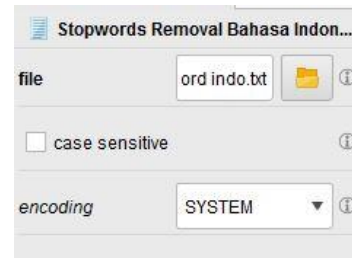 Stopwords Removal Bahasa Indon...
file ord indo.txt
case sensitive
encoding SYSTEM